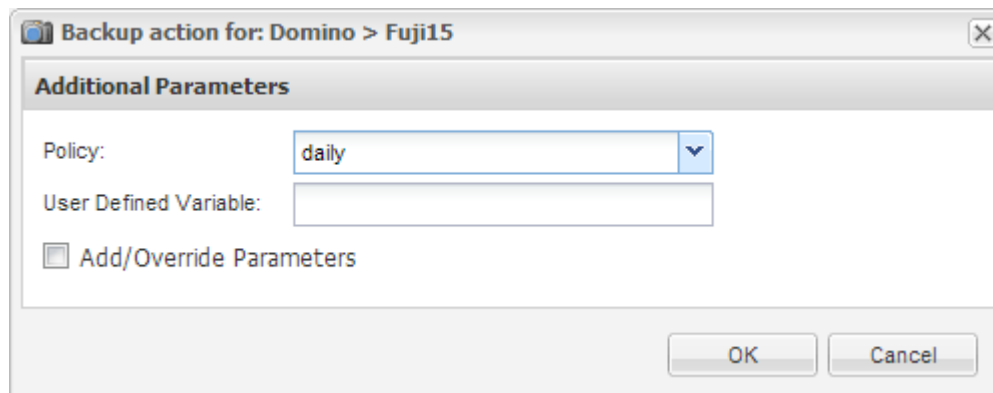 Backup action for: Domino > Fuji15
Additional Parameters
Policy: daily
User Defined Variable:
Add/Override Parameters
OK Cancel